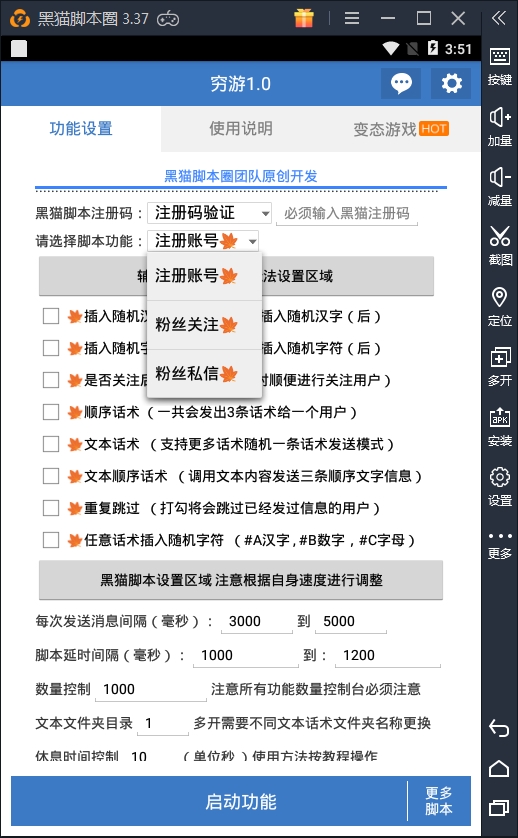 黑猫脚本圈 3.37
3:51
按键
穷游1.0
功能设置 使用说明 变态游戏 HOT
加量
黑猫脚本圈团队原创开发
减量
黑猫脚本注册码: 注册码验证 必须输入黑猫注册码
请选择脚本功能: 注册账号
截图
注册账号
粉丝关注
粉丝私信
法设置区域
定位
插入随机汉 插入随机汉字（后）
插入随机字 插入随机字符（后）
多开
是否关注后 时顺便进行关注用户）
顺序话术（一共会发出3条话术给一个用户）
APK
安装
文本话术 （支持更多话术随机一条话术发送模式）
文本顺序话术 （调用文本内容发送三条顺序文字信息）
设置
重复跳过 （打勾将会跳过已经发过信息的用户）
任意话术插入随机字符 （#A汉字,#B数字，#C字母）
更多
黑猫脚本设置区域 注意根据自身速度进行调整
每次发送消息间隔（毫秒）: 3000 到 5000
脚本延时间隔（毫秒）: 1000 到: 1200
数量控制 1000 注意所有功能数量控制台必须注意
文本文件夹目录 1 多开需要不同文本话术文件夹名称更换
休息时间控制 10 （单位秒）使用方法按教程操作
启动功能 更多
脚本